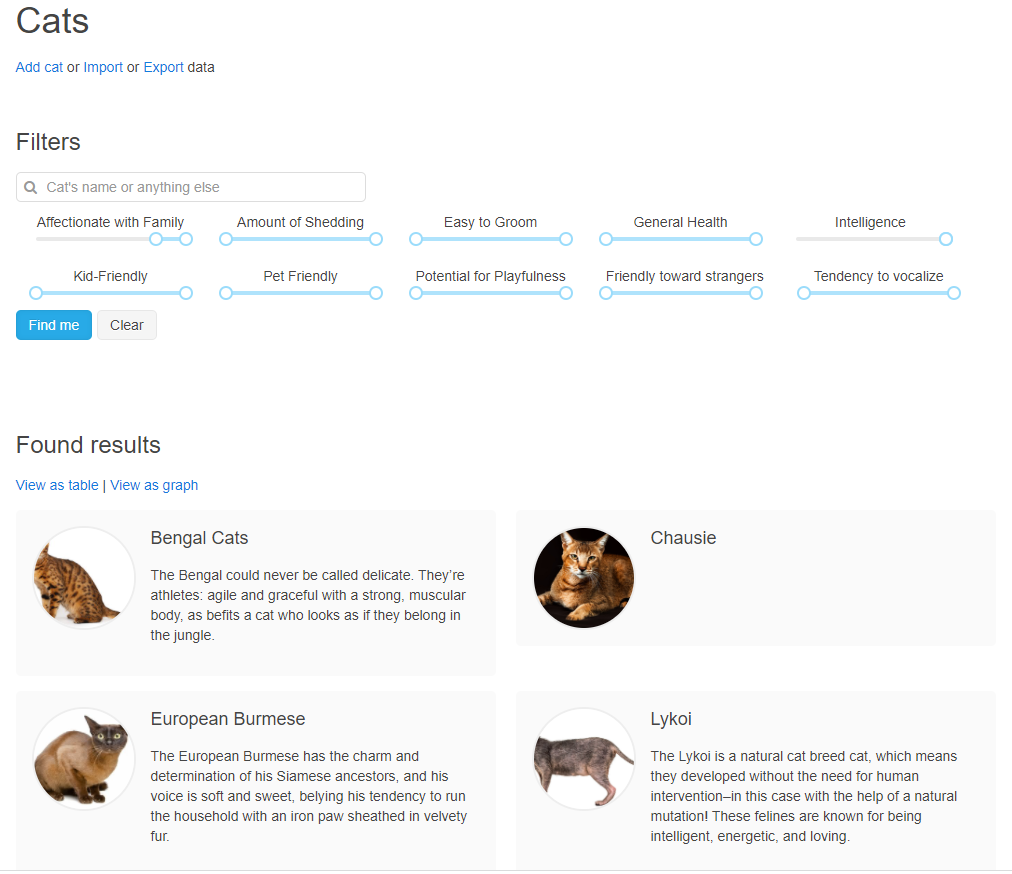 Cats
Add cat or Import or Export data
Filters
Cat's name or anything else
Affectionate with Family Amount of Shedding Easy to Groom General Health Intelligence
Kid-Friendly Pet Friendly Potential for Playfulness Friendly toward strangers Tendency to vocalize
Find me Clear
Found results
View as table | View as graph
Bengal Cats
The Bengal could never be called delicate. They’re
athletes: agile and graceful with a strong, muscular
body, as befits a cat who looks as if they belong in
the jungle.
Chausie
European Burmese
The European Burmese has the charm and
determination of his Siamese ancestors, and his
voice is soft and sweet, belying his tendency to run
the household with an iron paw sheathed in velvety
fur.
Lykoi
The Lykoi is a natural cat breed cat, which means
they developed without the need for human
intervention–in this case with the help of a natural
mutation! These felines are known for being
intelligent, energetic, and loving.